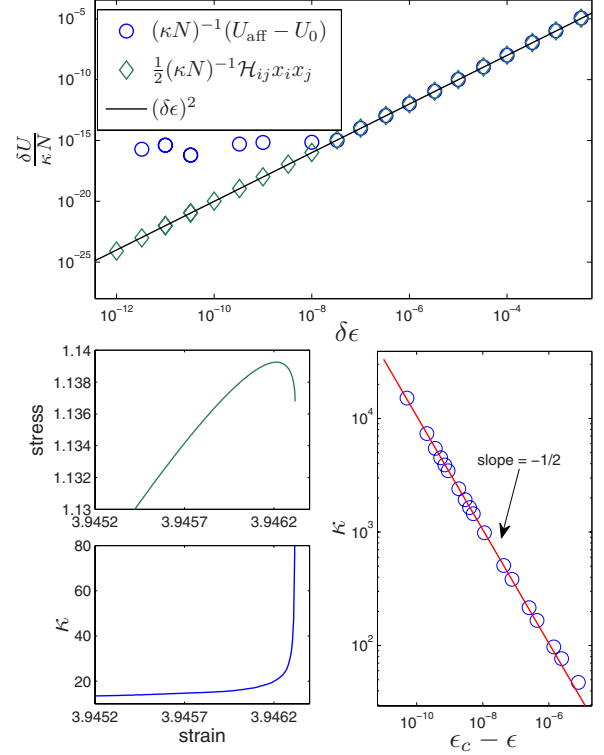 10⁻⁵
10⁻¹⁰
10⁻¹⁵
10⁻²⁰
10⁻²⁵
δU/κN
(κN)⁻¹(U_aff − U₀)
½(κN)⁻¹ℋᵢⱼxᵢxⱼ
(δϵ)²
10⁻¹² 10⁻¹⁰ 10⁻⁸ 10⁻⁶ 10⁻⁴
δϵ
1.14
1.138
1.136
1.134
1.132
1.13
stress
3.9452 3.9457 3.9462
80
60
40
20
κ
3.9452 3.9457 3.9462
strain
10⁴
10³
10²
κ
slope = −1/2
10⁻¹⁰ 10⁻⁸ 10⁻⁶
ϵ_c − ϵ